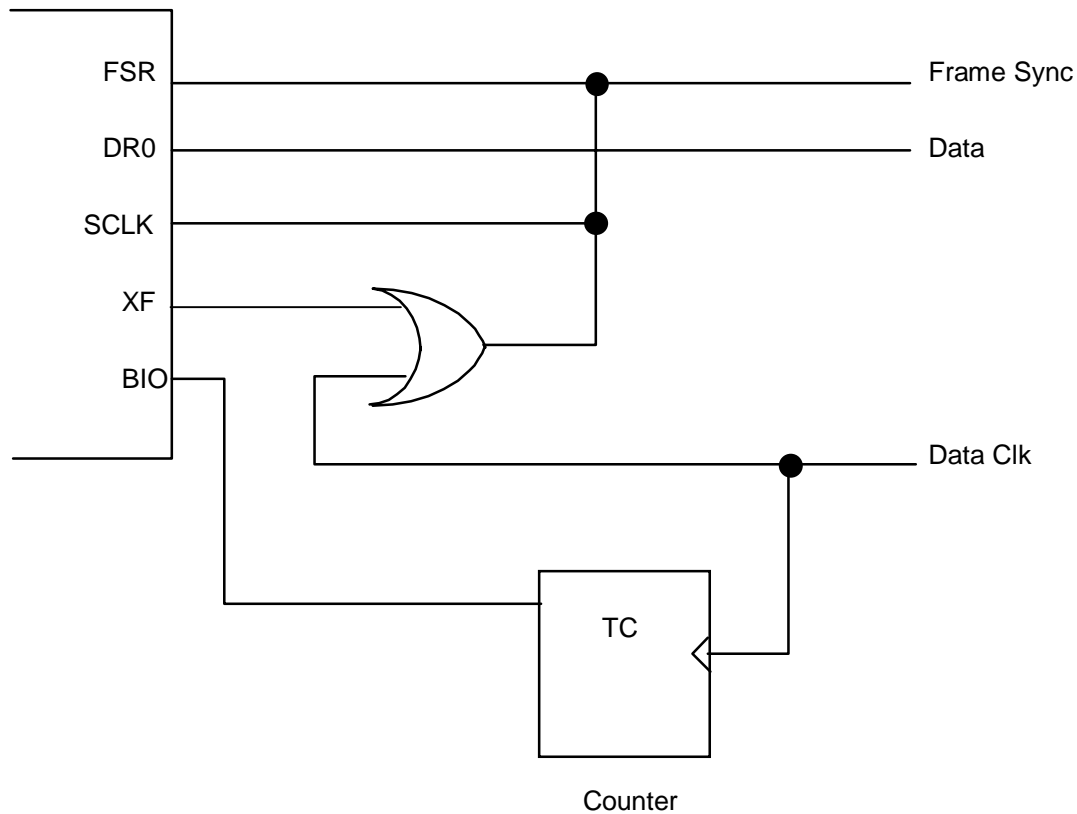 FSR
Frame Sync
DR0
Data
SCLK
XF
BIO
Data Clk
TC
Counter